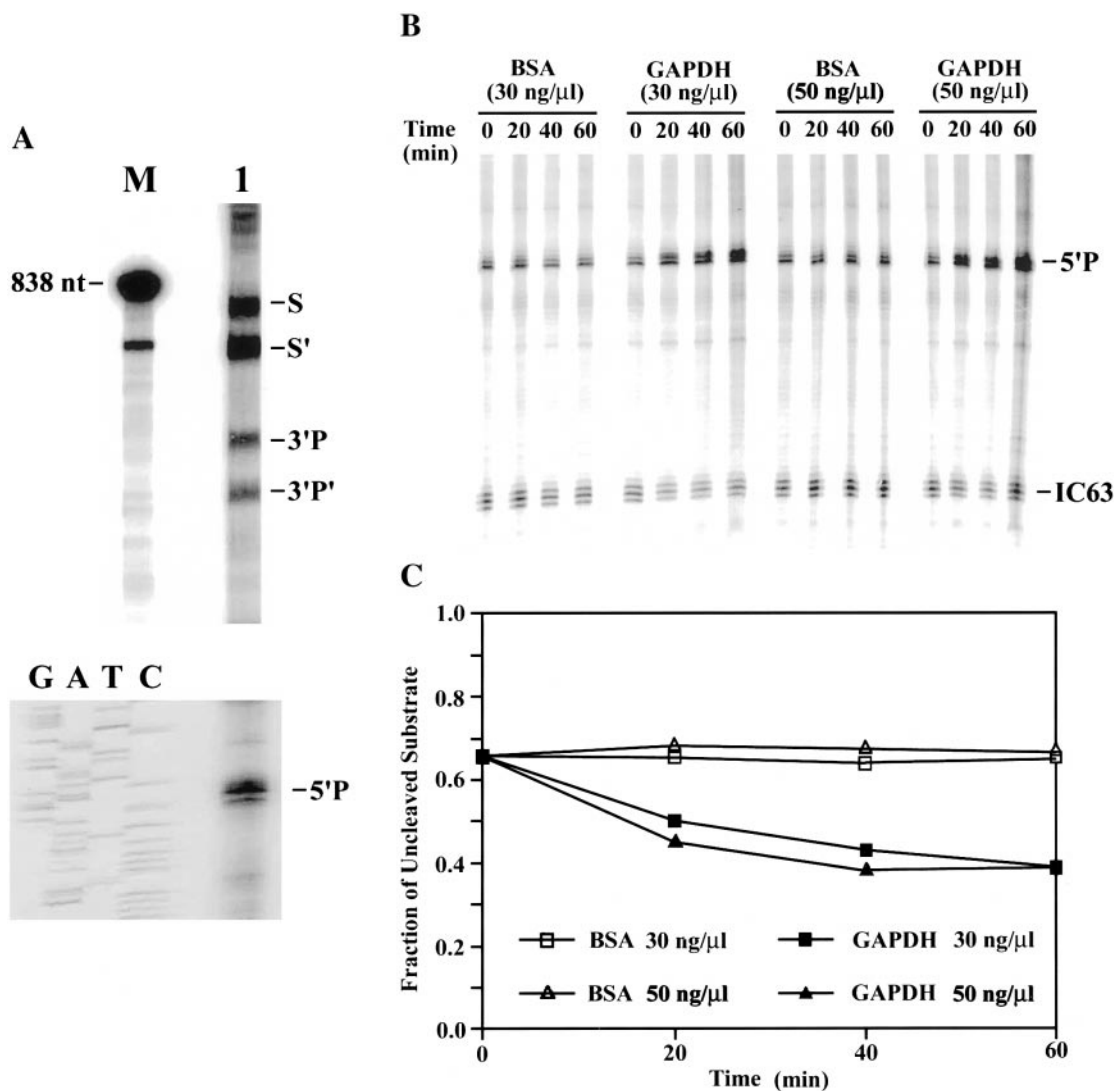 A
M 1
838 nt
S
S'
3'P
3'P'
G A T C
5'P
B
BSA GAPDH BSA GAPDH
(30 ng/µl) (30 ng/µl) (50 ng/µl) (50 ng/µl)
Time 0 20 40 60 0 20 40 60 0 20 40 60 0 20 40 60
(min)
5'P
IC63
C
Fraction of Uncleaved Substrate
1.0
0.8
0.6
0.4
0.2
0.0
BSA 30 ng/µl GAPDH 30 ng/µl
BSA 50 ng/µl GAPDH 50 ng/µl
0 20 40 60
Time (min)